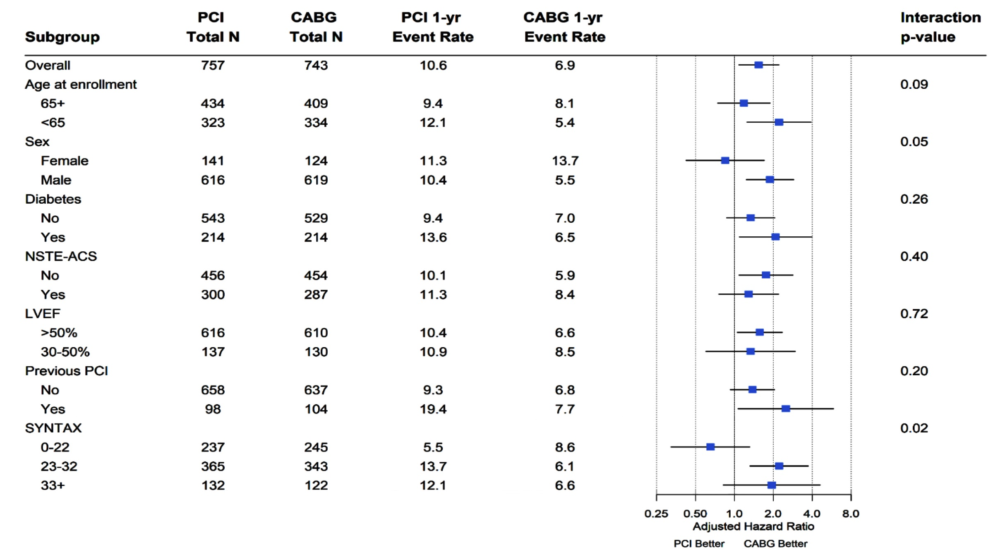 Subgroup PCI Total N CABG Total N PCI 1-yr Event Rate CABG 1-yr Event Rate Interaction p-value
Overall 757 743 10.6 6.9
Age at enrollment 0.09
65+ 434 409 9.4 8.1
<65 323 334 12.1 5.4
Sex 0.05
Female 141 124 11.3 13.7
Male 616 619 10.4 5.5
Diabetes 0.26
No 543 529 9.4 7.0
Yes 214 214 13.6 6.5
NSTE-ACS 0.40
No 456 454 10.1 5.9
Yes 300 287 11.3 8.4
LVEF 0.72
>50% 616 610 10.4 6.6
30-50% 137 130 10.9 8.5
Previous PCI 0.20
No 658 637 9.3 6.8
Yes 98 104 19.4 7.7
SYNTAX 0.02
0-22 237 245 5.5 8.6
23-32 365 343 13.7 6.1
33+ 132 122 12.1 6.6
0.25 0.50 1.0 2.0 4.0 8.0
Adjusted Hazard Ratio
PCI Better CABG Better